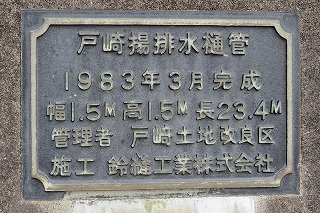 戸崎揚排水樋管
1983年3月完成
幅1.5M 高1.5M 長23.4M
管理者 戸崎土地改良区
施工 鈴縫工業株式会社